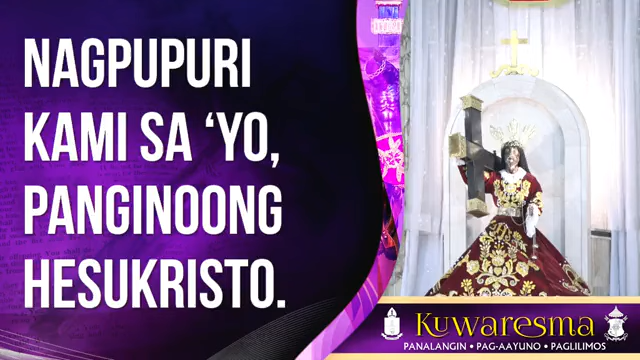 NAGPUPURI
KAMI SA ‘YO,
PANGINOONG
HESUKRISTO.
Kuwaresma
PANALANGIN • PAG-AAYUNO • PAGLILIMOS